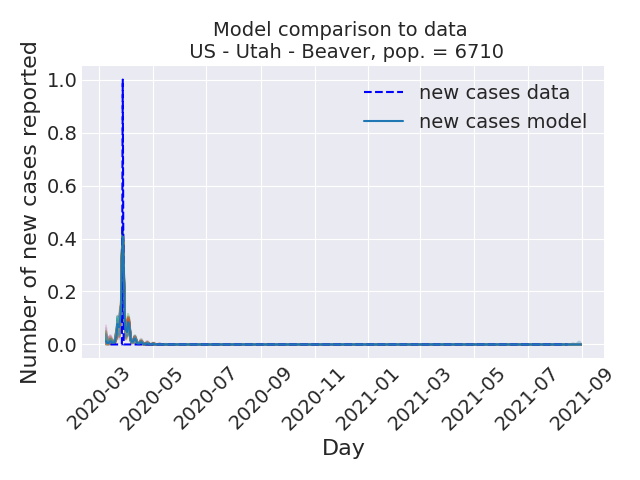 Model comparison to data
US - Utah - Beaver, pop. = 6710
Number of new cases reported
1.0
0.8
0.6
0.4
0.2
0.0
new cases data
new cases model
2020-03
2020-05
2020-07
2020-09
2020-11
2021-01
2021-03
2021-05
2021-07
2021-09
Day